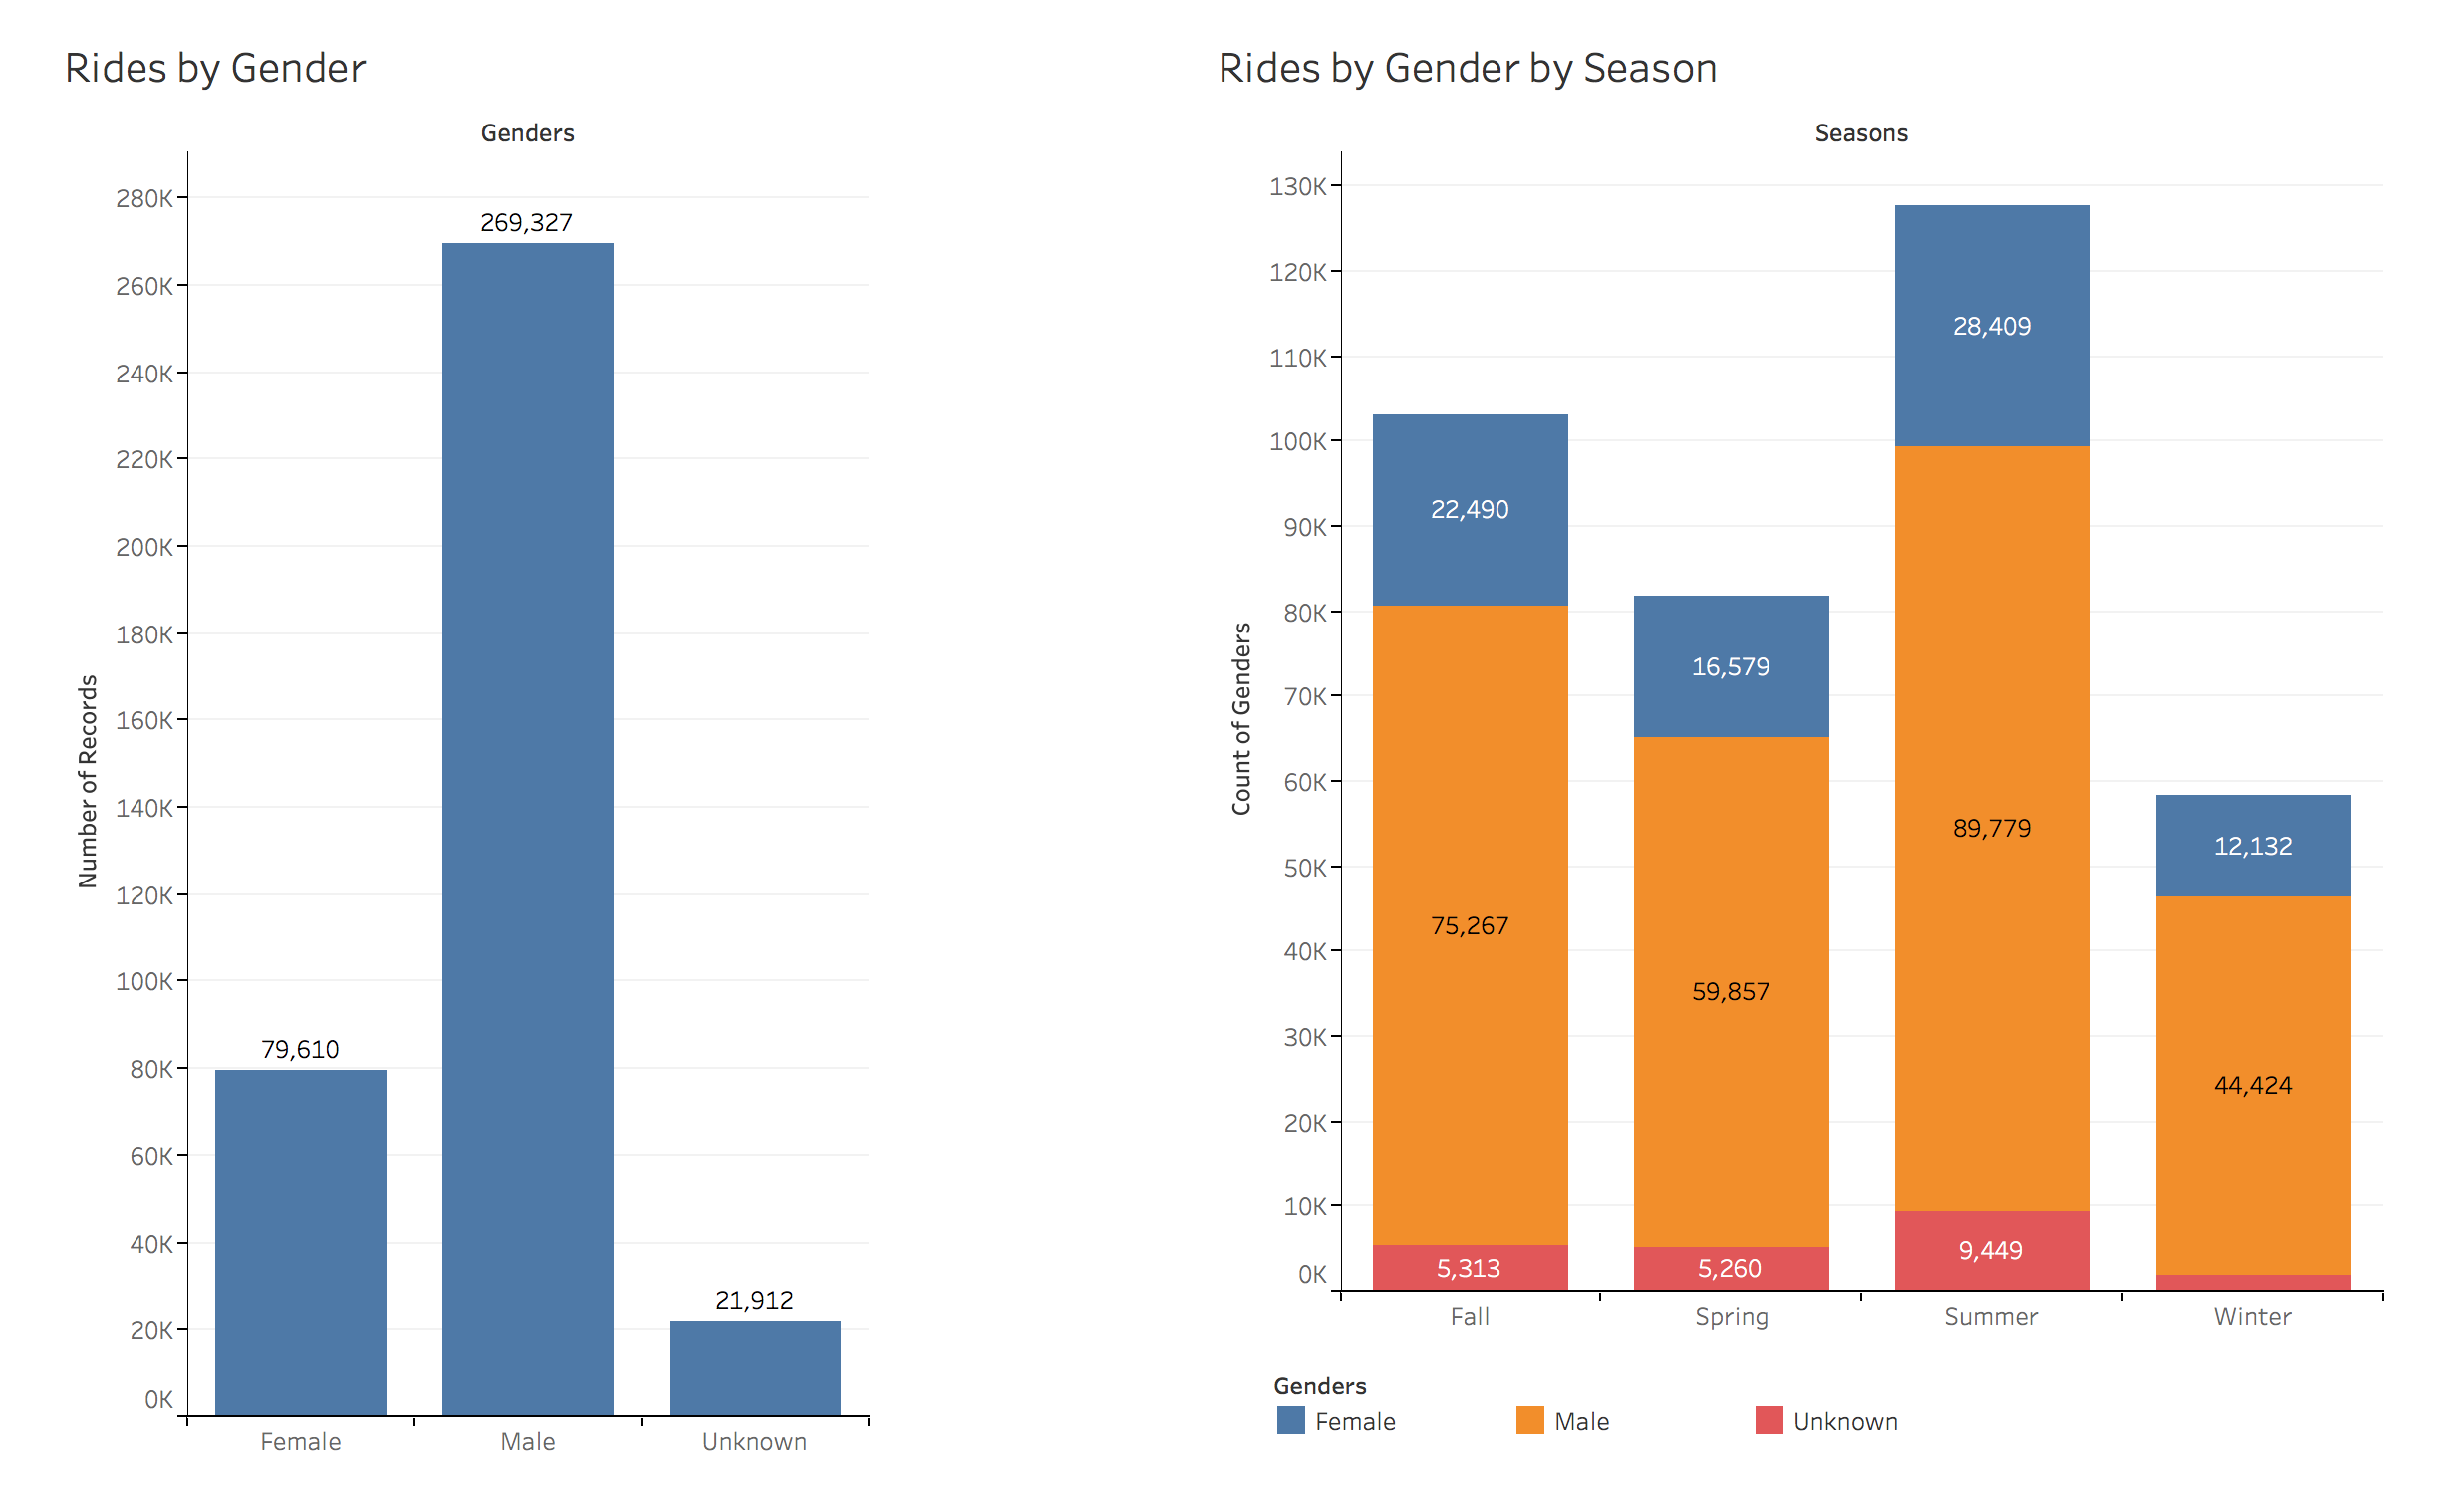 Rides by Gender
Genders
Number of Records
280K
260K
240K
220K
200K
180K
160K
140K
120K
100K
80K
60K
40K
20K
0K
269,327
79,610
21,912
Female Male Unknown
Rides by Gender by Season
Seasons
Count of Genders
130K
120K
110K
100K
90K
80K
70K
60K
50K
40K
30K
20K
10K
0K
22,490
75,267
5,313
16,579
59,857
5,260
28,409
89,779
9,449
12,132
44,424
Fall Spring Summer Winter
Genders
Female Male Unknown